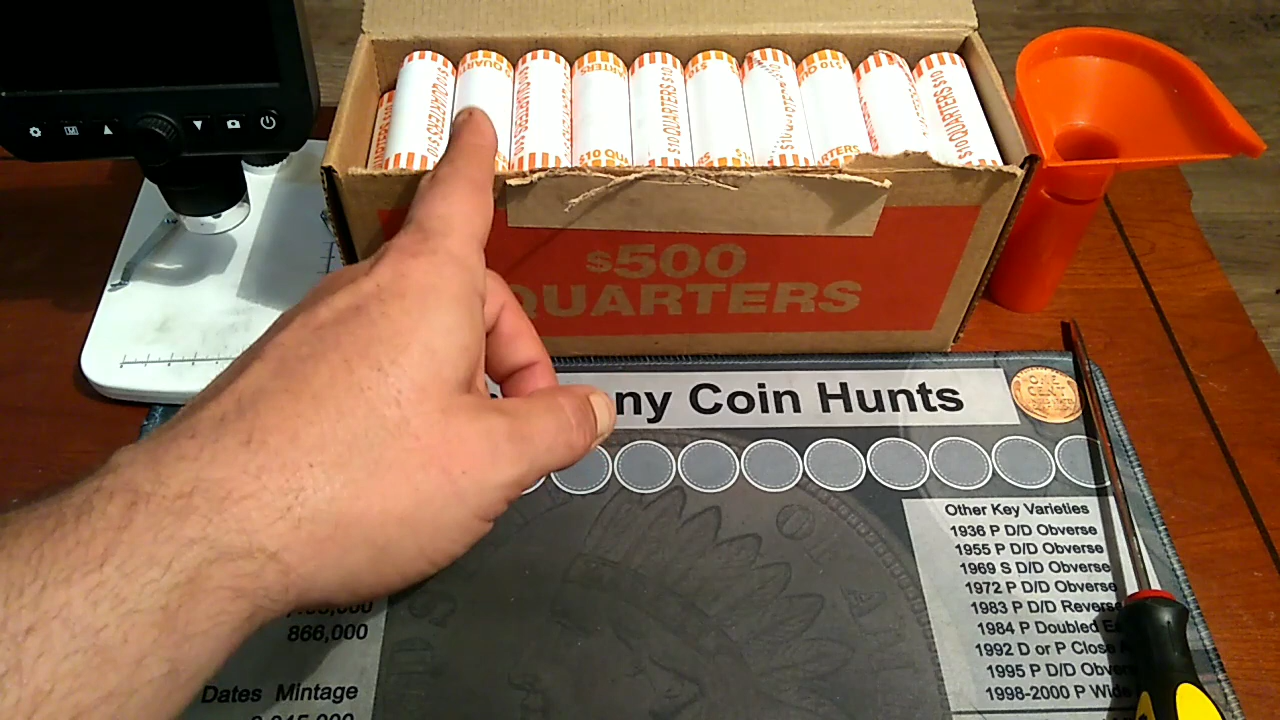 $10 QUARTERS
QUARTERS $10
$10 QUARTERS
$500
QUARTERS
ny Coin Hunts
ONE
CENT
Other Key Varieties
1936 P D/D Obverse
1955 P D/D Obverse
1969 S D/D Obverse
1972 P D/D Obverse
1983 P D/D Reverse
1984 P Doubled
1992 D or P Close
1995 P D/D Obve
1998-2000 P Wide
866,000
Dates Mintage